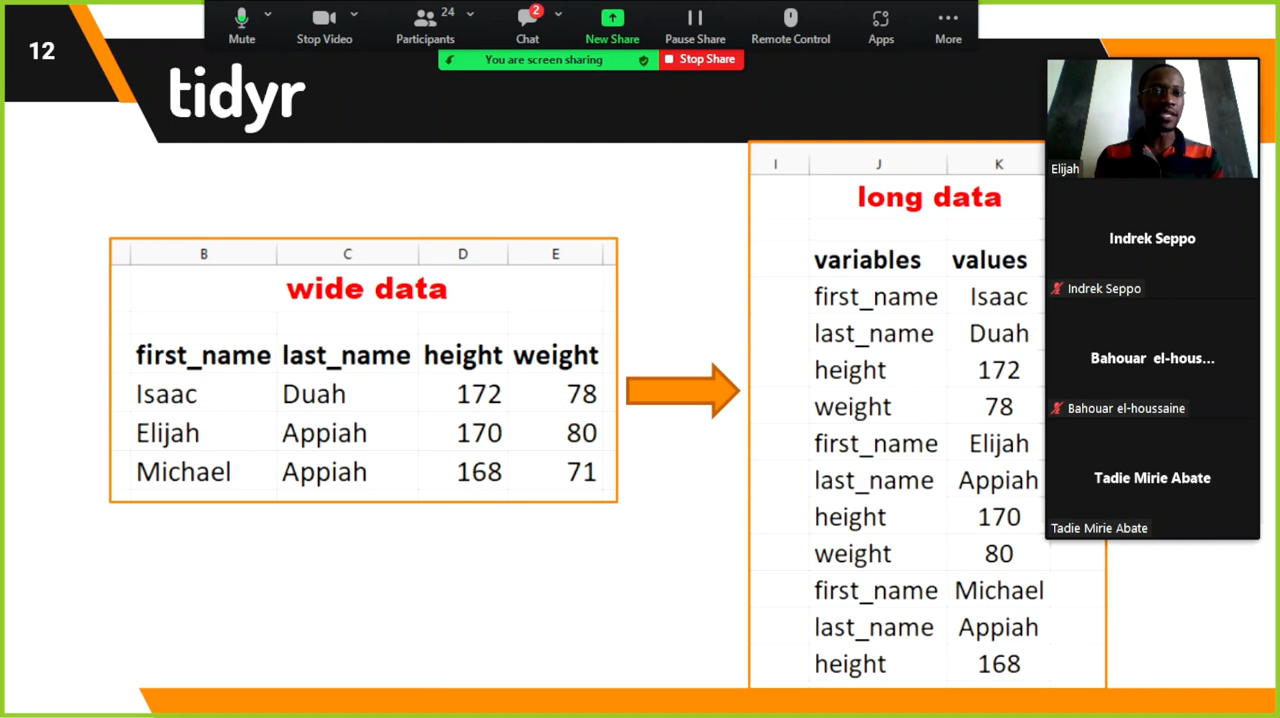 12
Mute
Stop Video
24
Participants
2
Chat
New Share
Pause Share
Remote Control
Apps
More
You are screen sharing
Stop Share
tidyr
B C D E
wide data
first_name last_name height weight
Isaac Duah 172 78
Elijah Appiah 170 80
Michael Appiah 168 71
I J K
long data
variables values
first_name Isaac
last_name Duah
height 172
weight 78
first_name Elijah
last_name Appiah
height 170
weight 80
first_name Michael
last_name Appiah
height 168
Elijah
Indrek Seppo
Indrek Seppo
Bahouar el-hous...
Bahouar el-houssaine
Tadie Mirie Abate
Tadie Mirie Abate